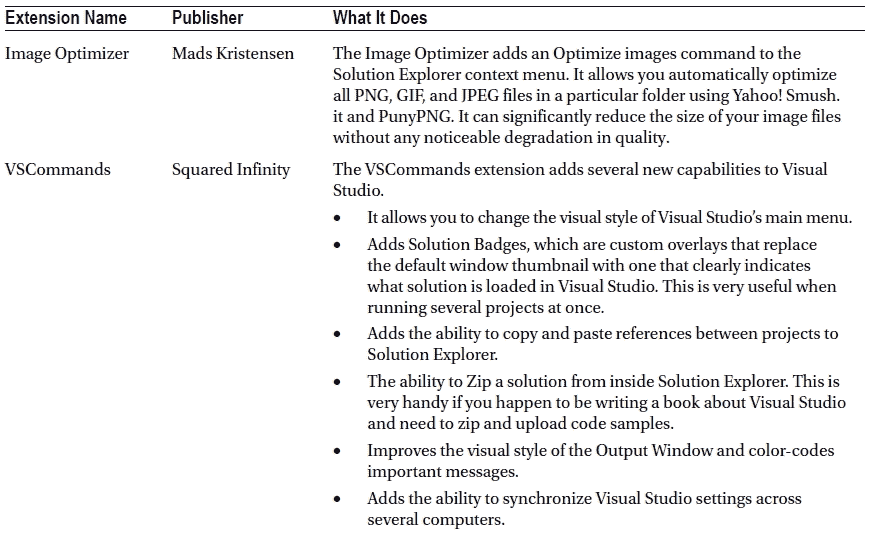 Extension Name Publisher What It Does
Image Optimizer Mads Kristensen The Image Optimizer adds an Optimize images command to the
Solution Explorer context menu. It allows you automatically optimize
all PNG, GIF, and JPEG files in a particular folder using Yahoo! Smush.
it and PunyPNG. It can significantly reduce the size of your image files
without any noticeable degradation in quality.
VSCommands Squared Infinity The VSCommands extension adds several new capabilities to Visual
Studio.
• It allows you to change the visual style of Visual Studio's main menu.
• Adds Solution Badges, which are custom overlays that replace
the default window thumbnail with one that clearly indicates
what solution is loaded in Visual Studio. This is very useful when
running several projects at once.
• Adds the ability to copy and paste references between projects to
Solution Explorer.
• The ability to Zip a solution from inside Solution Explorer. This is
very handy if you happen to be writing a book about Visual Studio
and need to zip and upload code samples.
• Improves the visual style of the Output Window and color-codes
important messages.
• Adds the ability to synchronize Visual Studio settings across
several computers.